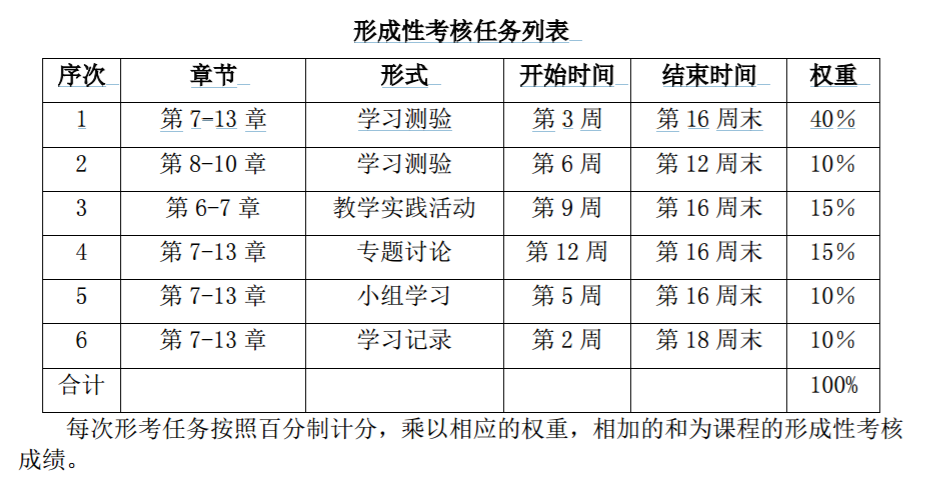 形成性考核任务列表
序次 章节 形式 开始时间 结束时间 权重
1 第 7-13 章 学习测验 第 3 周 第 16 周末 40%
2 第 8-10 章 学习测验 第 6 周 第 12 周末 10%
3 第 6-7 章 教学实践活动 第 9 周 第 16 周末 15%
4 第 7-13 章 专题讨论 第 12 周 第 16 周末 15%
5 第 7-13 章 小组学习 第 5 周 第 16 周末 10%
6 第 7-13 章 学习记录 第 2 周 第 18 周末 10%
合计 100%
每次形考任务按照百分制计分，乘以相应的权重，相加的和为课程的形成性考核
成绩。